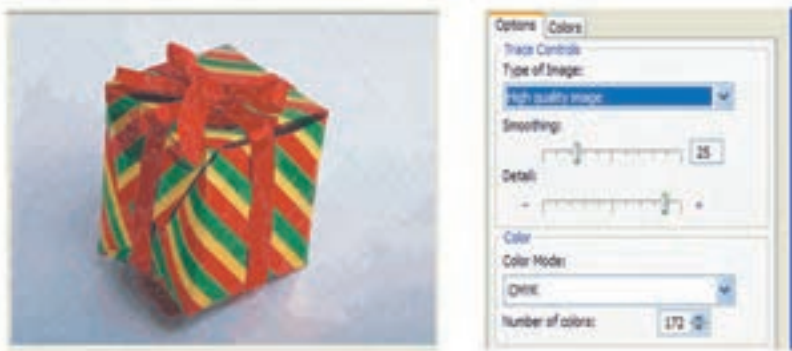 Options Colors
Trace Controls
Type of Image:
High quality image
Smoothing:
25
Detail:
- +
Color
Color Mode:
CMYK
Number of colors:
172